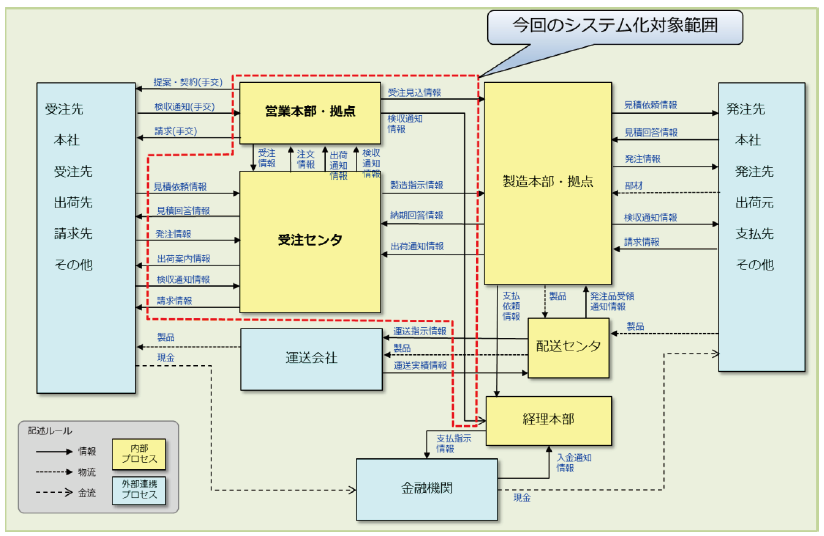 今回のシステム化対象範囲
受注先
本社
受注先
出荷先
請求先
その他
提案・契約(手交)
検収通知(手交)
請求(手交)
営業本部・拠点
受注見込情報
検収通知
情報
受注
情報
注文
情報
出荷
通知
情報
検収
通知
情報
見積依頼情報
見積回答情報
発注情報
出荷案内情報
検収通知情報
請求情報
受注センタ
製造指示情報
納期回答情報
出荷通知情報
製造本部・拠点
見積依頼情報
見積回答情報
発注情報
部材
検収通知情報
請求情報
発注先
本社
発注先
出荷元
支払先
その他
支払
依頼
情報
製品
発注品受領
通知情報
製品
現金
運送会社
運送指示情報
製品
運送実績情報
配送センタ
製品
経理本部
支払指示
情報
入金通知
情報
金融機関
現金
記述ルール
情報
物流
金流
内部
プロセス
外部連携
プロセス